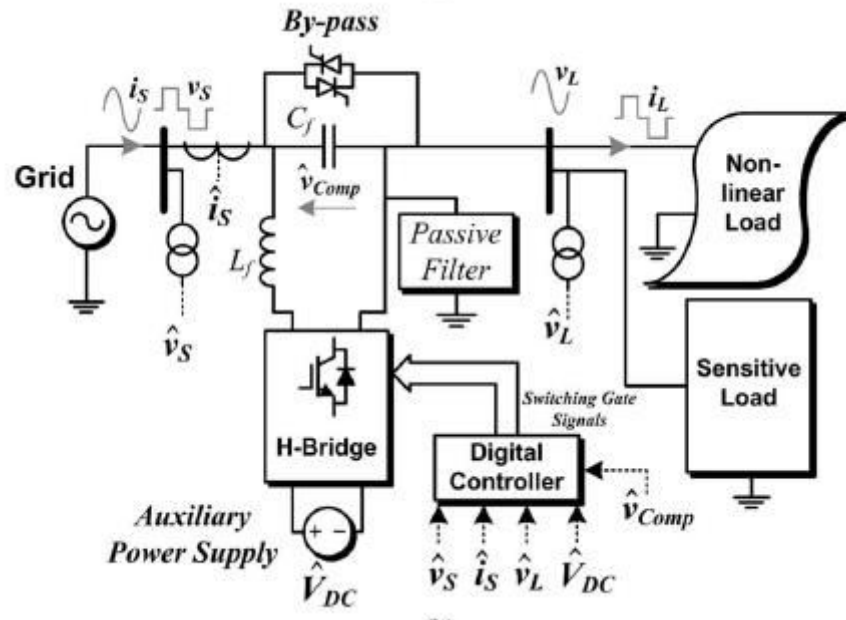 By-pass
i_S
v_S
C_f
v_L
i_L
Grid
v̂_Comp
î_S
Non-
linear
Load
L_f
Passive
Filter
v̂_S
v̂_L
Switching Gate
Signals
Sensitive
Load
H-Bridge
Digital
Controller
v̂_Comp
Auxiliary
Power Supply
+ −
V̂_DC
v̂_S î_S v̂_L V̂_DC